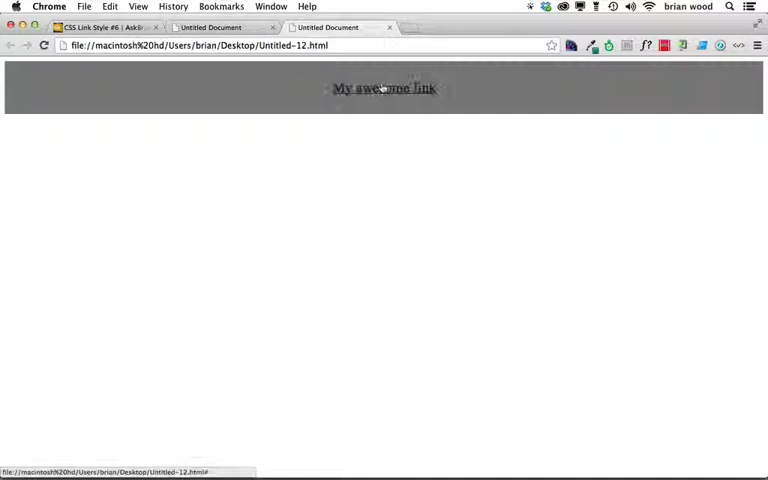 Chrome File Edit View History Bookmarks Window Help brian wood
CSS Link Style #6 | AskBr Untitled Document Untitled Document
file://macintosh%20hd/Users/brian/Desktop/Untitled-12.html f?
My awesome link
file://macintosh%20hd/Users/brian/Desktop/Untitled-12.html#